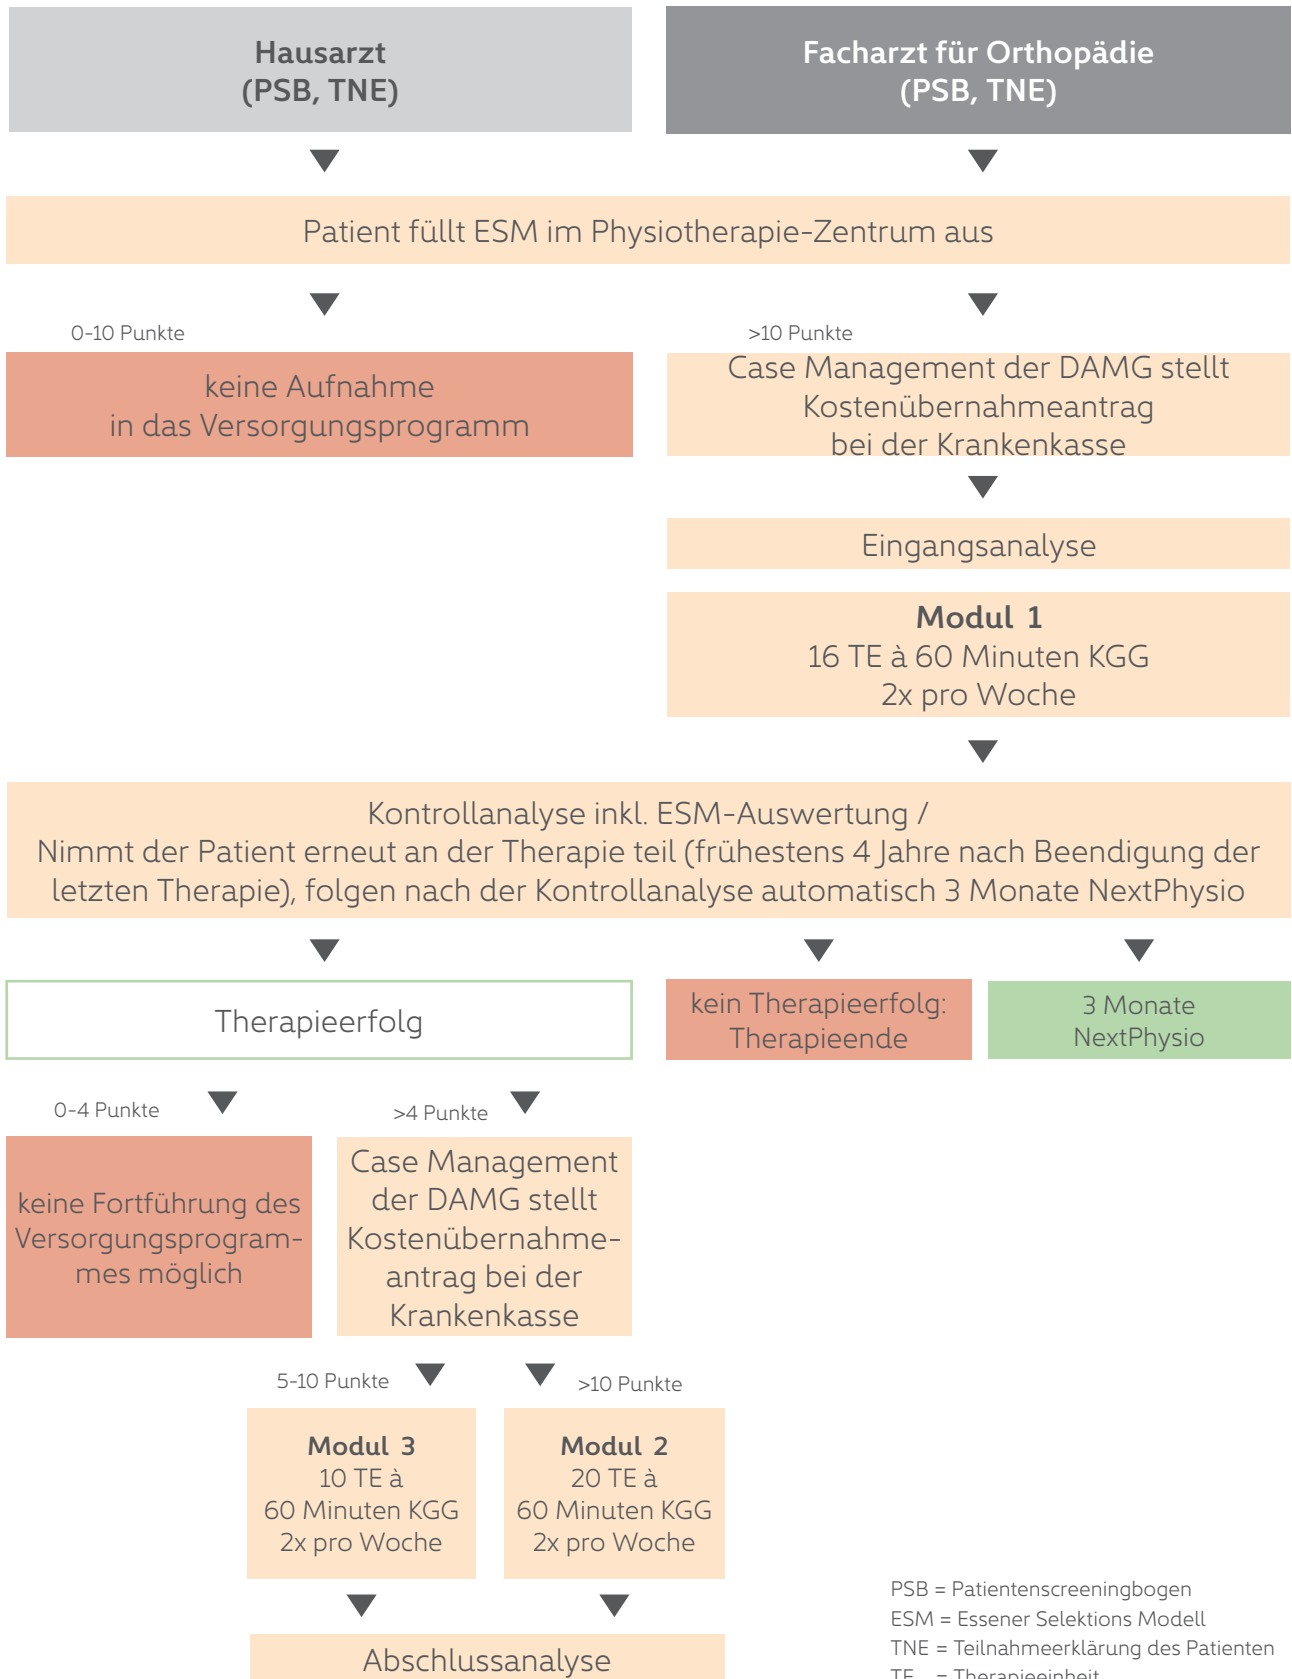 Hausarzt
(PSB, TNE)
Facharzt für Orthopädie
(PSB, TNE)
Patient füllt ESM im Physiotherapie-Zentrum aus
0-10 Punkte
keine Aufnahme
in das Versorgungsprogramm
>10 Punkte
Case Management der DAMG stellt
Kostenübernahmeantrag
bei der Krankenkasse
Eingangsanalyse
Modul 1
16 TE à 60 Minuten KGG
2x pro Woche
Kontrollanalyse inkl. ESM-Auswertung /
Nimmt der Patient erneut an der Therapie teil (frühestens 4 Jahre nach Beendigung der
letzten Therapie), folgen nach der Kontrollanalyse automatisch 3 Monate NextPhysio
Therapieerfolg
kein Therapieerfolg:
Therapieende
3 Monate
NextPhysio
0-4 Punkte
keine Fortführung des
Versorgungsprogram-
mes möglich
>4 Punkte
Case Management
der DAMG stellt
Kostenübernahme-
antrag bei der
Krankenkasse
5-10 Punkte
>10 Punkte
Modul 3
10 TE à
60 Minuten KGG
2x pro Woche
Modul 2
20 TE à
60 Minuten KGG
2x pro Woche
Abschlussanalyse
PSB = Patientenscreeningbogen
ESM = Essener Selektions Modell
TNE = Teilnahmeerklärung des Patienten
TE = Therapieeinheit